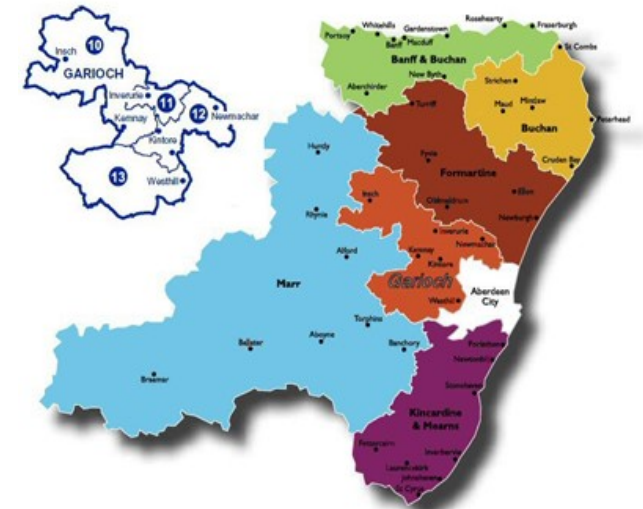 10
Insch
GARIOCH
Inverurie
11
12
Kemnay
Newmachar
Kintore
13
Westhill
Portsoy
Whitehills
Banff
Macduff
Gardenstown
Rosehearty
Fraserburgh
St Combs
Banff & Buchan
New Byth
Aberchirder
Strichen
Maud
Mintlaw
Peterhead
Buchan
Cruden Bay
Turriff
Fyvie
Formartine
Ellon
Oldmeldrum
Newburgh
Huntly
Rhynie
Alford
Marr
Torphins
Aboyne
Ballater
Banchory
Braemar
Insch
Inverurie
Newmachar
Kemnay
Kintore
Garioch
Westhill
Aberdeen
City
Portlethen
Newtonhill
Stonehaven
Kincardine
& Mearns
Fettercairn
Inverbervie
Laurencekirk
Johnshaven
St Cyrus